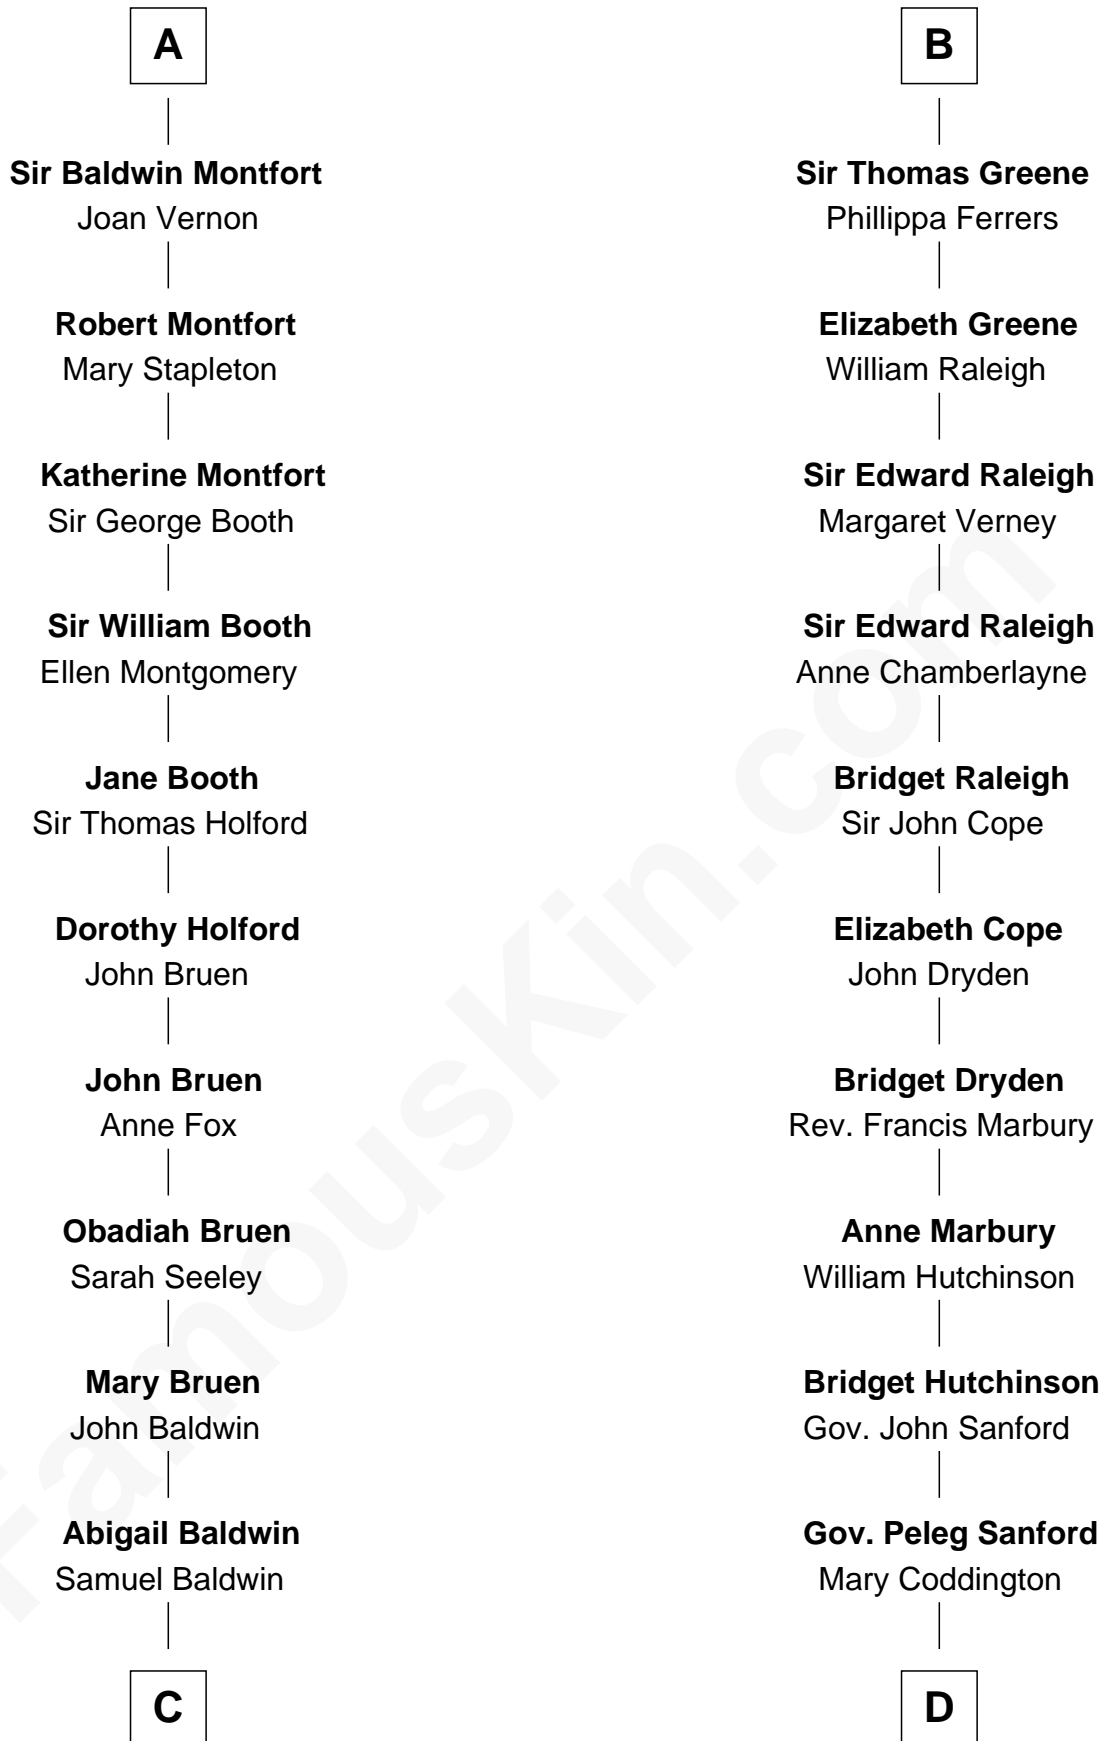 A
Sir Baldwin Montfort
Joan Vernon
Robert Montfort
Mary Stapleton
Katherine Montfort
Sir George Booth
Sir William Booth
Ellen Montgomery
Jane Booth
Sir Thomas Holford
Dorothy Holford
John Bruen
John Bruen
Anne Fox
Obadiah Bruen
Sarah Seeley
Mary Bruen
John Baldwin
Abigail Baldwin
Samuel Baldwin
C
B
Sir Thomas Greene
Phillippa Ferrers
Elizabeth Greene
William Raleigh
Sir Edward Raleigh
Margaret Verney
Sir Edward Raleigh
Anne Chamberlayne
Bridget Raleigh
Sir John Cope
Elizabeth Cope
John Dryden
Bridget Dryden
Rev. Francis Marbury
Anne Marbury
William Hutchinson
Bridget Hutchinson
Gov. John Sanford
Gov. Peleg Sanford
Mary Coddington
D
FamousKin.com